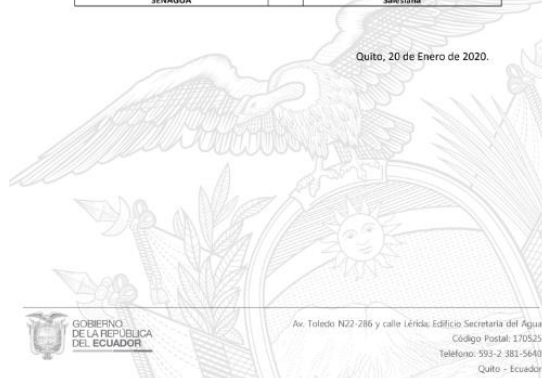 SENAGUA Salesiana
Quito, 20 de Enero de 2020.
GOBIERNO
DE LA REPÚBLICA
DEL ECUADOR
Av. Toledo N22-286 y calle Lérida, Edificio Secretaría del Agua
Código Postal: 170525
Teléfono: 593-2 381-5640
Quito - Ecuador